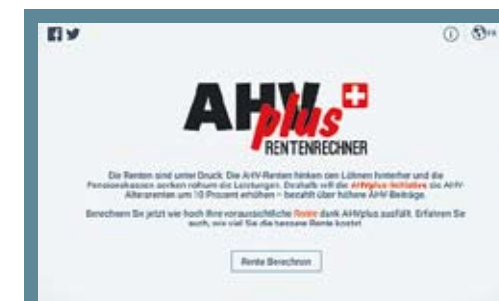 FR
AHV
plus
RENTENRECHNER
Die Renten sind unter Druck. Die AHV-Renten hinken den Löhnen hinterher und die
Pensionskassen senken reihum die Leistungen. Deshalb will die AHVplus-Initiative die AHV-
Altersrenten um 10 Prozent erhöhen – bezahlt über höhere AHV-Beiträge.
Berechnen Sie jetzt wie hoch Ihre voraussichtliche Rente dank AHVplus ausfällt. Erfahren Sie
auch, wie viel Sie die bessere Rente kostet.
Rente Berechnen